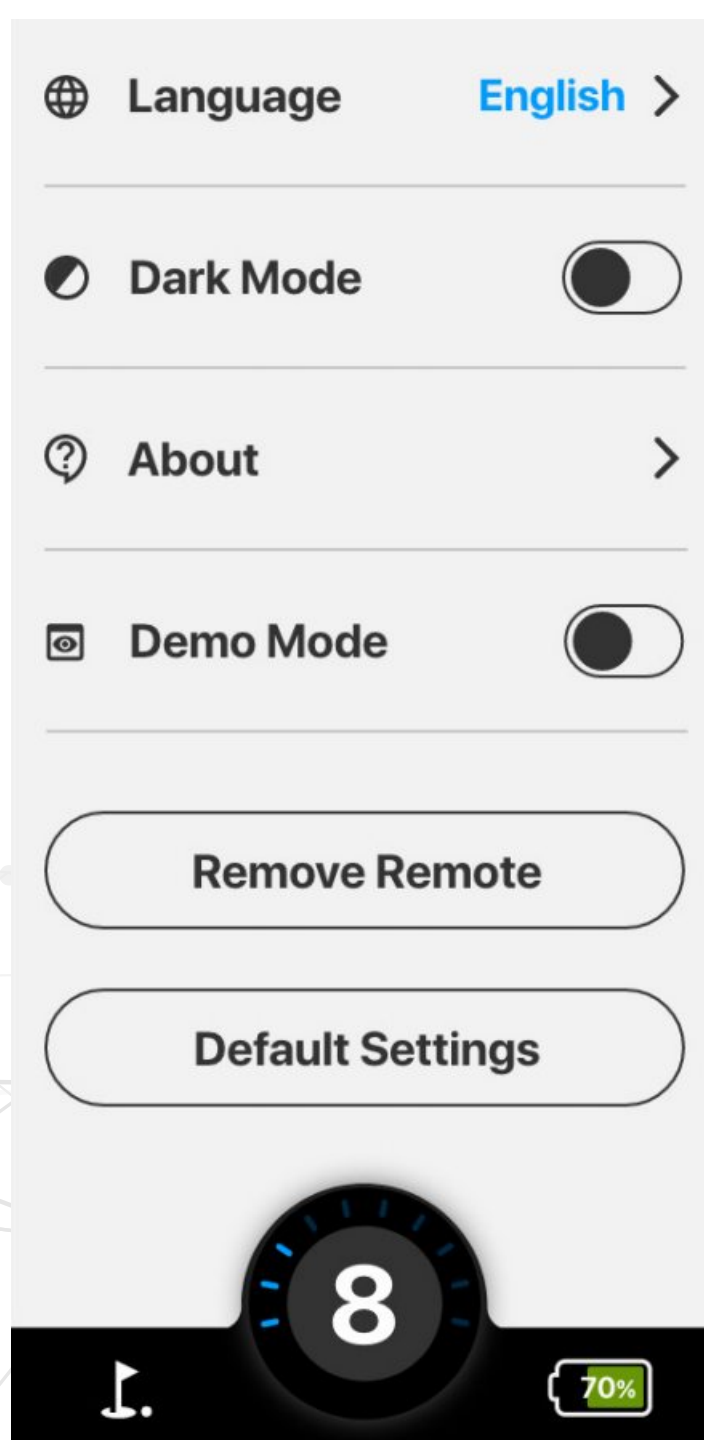 Language English
Dark Mode
About
Demo Mode
Remove Remote
Default Settings
8
70%